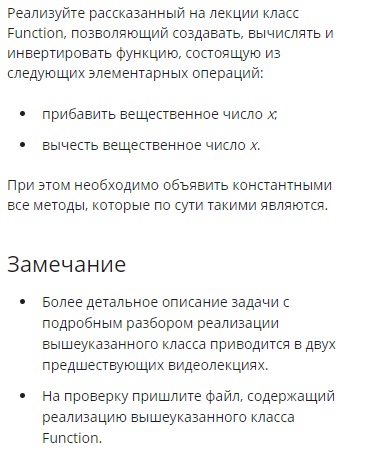 Реализуйте рассказанный на лекции класс
Function, позволяющий создавать, вычислять и
инвертировать функцию, состоящую из
следующих элементарных операций:
• прибавить вещественное число x;
• вычесть вещественное число x.
При этом необходимо объявить константными
все методы, которые по сути такими являются.
Замечание
• Более детальное описание задачи с
подробным разбором реализации
вышеуказанного класса приводится в двух
предшествующих видеолекциях.
• На проверку пришлите файл, содержащий
реализацию вышеуказанного класса
Function.